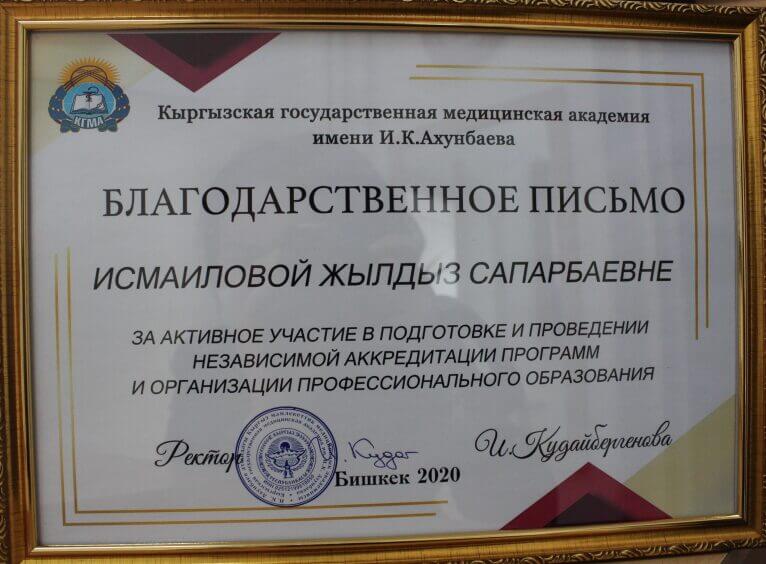 КГМА
Кыргызская государственная медицинская академия
имени И.К.Ахунбаева
БЛАГОДАРСТВЕННОЕ ПИСЬМО
ИСМАИЛОВОЙ ЖЫЛДЫЗ САПАРБАЕВНЕ
ЗА АКТИВНОЕ УЧАСТИЕ В ПОДГОТОВКЕ И ПРОВЕДЕНИИ
НЕЗАВИСИМОЙ АККРЕДИТАЦИИ ПРОГРАММ
И ОРГАНИЗАЦИИ ПРОФЕССИОНАЛЬНОГО ОБРАЗОВАНИЯ
Ректор И.Кудайбергенова
Бишкек 2020